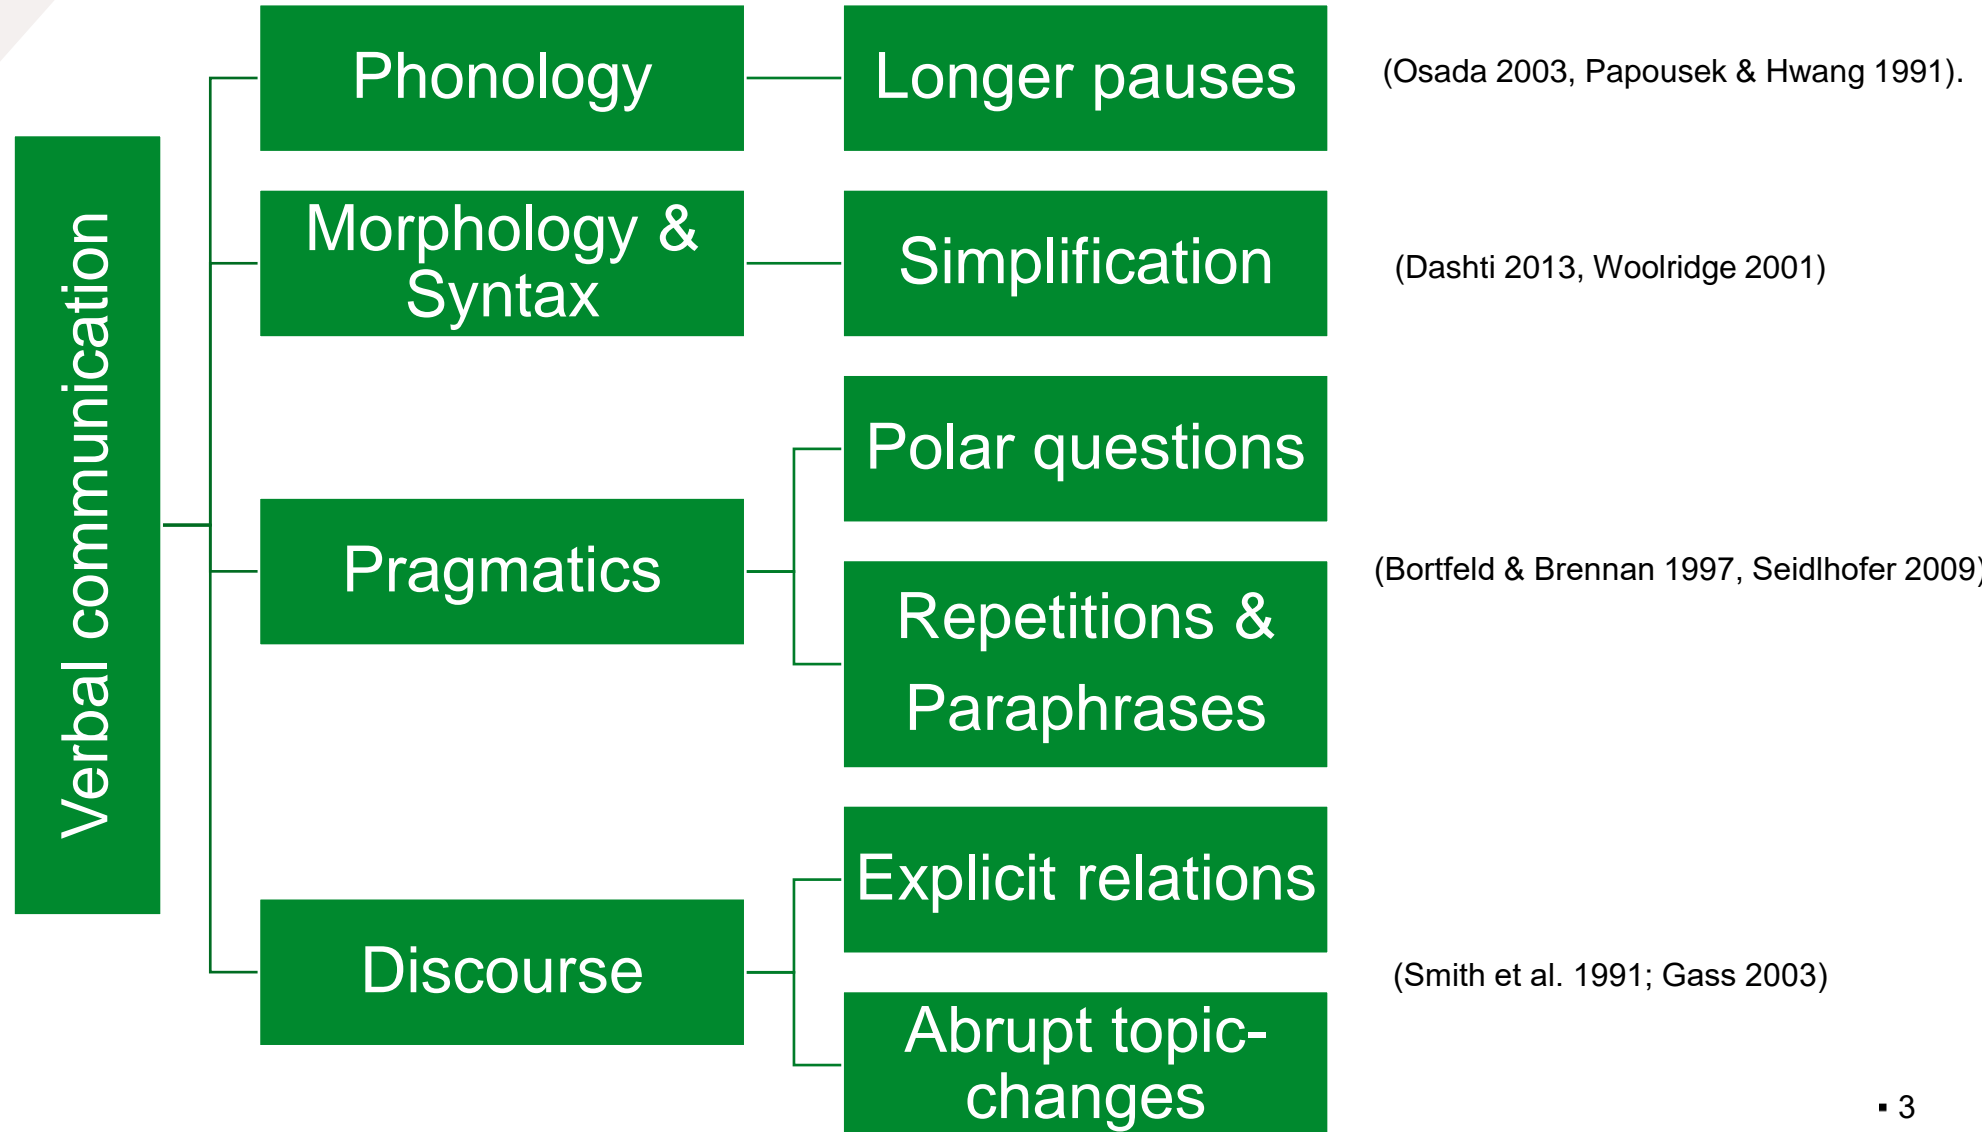 Verbal communication
Phonology
Longer pauses
(Osada 2003, Papousek & Hwang 1991).
Morphology &
Syntax
Simplification
(Dashti 2013, Woolridge 2001)
Pragmatics
Polar questions
Repetitions &
Paraphrases
(Bortfeld & Brennan 1997, Seidlhofer 2009)
Discourse
Explicit relations
Abrupt topic-
changes
(Smith et al. 1991; Gass 2003)
▪ 3